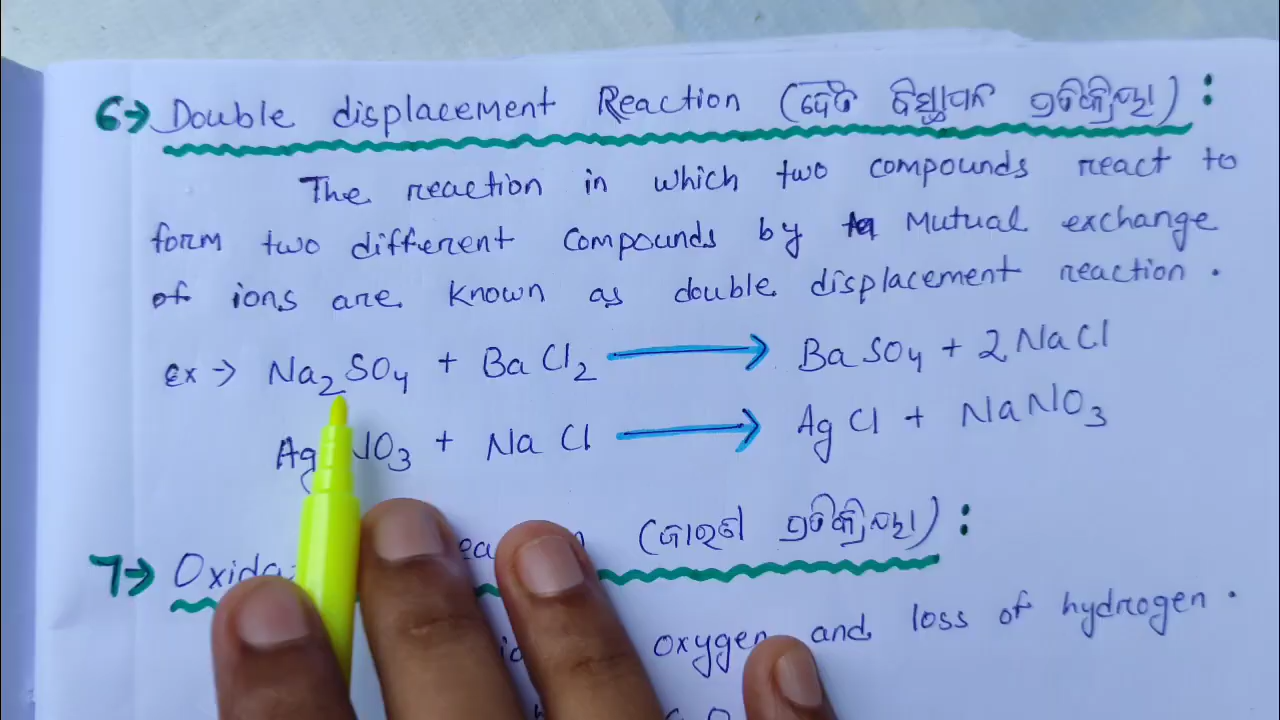 6→ Double displacement Reaction (ଦ୍ୱୈତ ବିସ୍ଥାପନ ପ୍ରତିକ୍ରିୟା) :
The reaction in which two compounds react to
form two different compounds by Mutual exchange
of ions are known as double displacement reaction .
ex → Na₂SO₄ + BaCl₂ ⟶ BaSO₄ + 2NaCl
Ag NO₃ + NaCl ⟶ AgCl + NaNO₃
7→ (ଜାରଣ ପ୍ରତିକ୍ରିୟା) :
oxygen and loss of hydrogen .